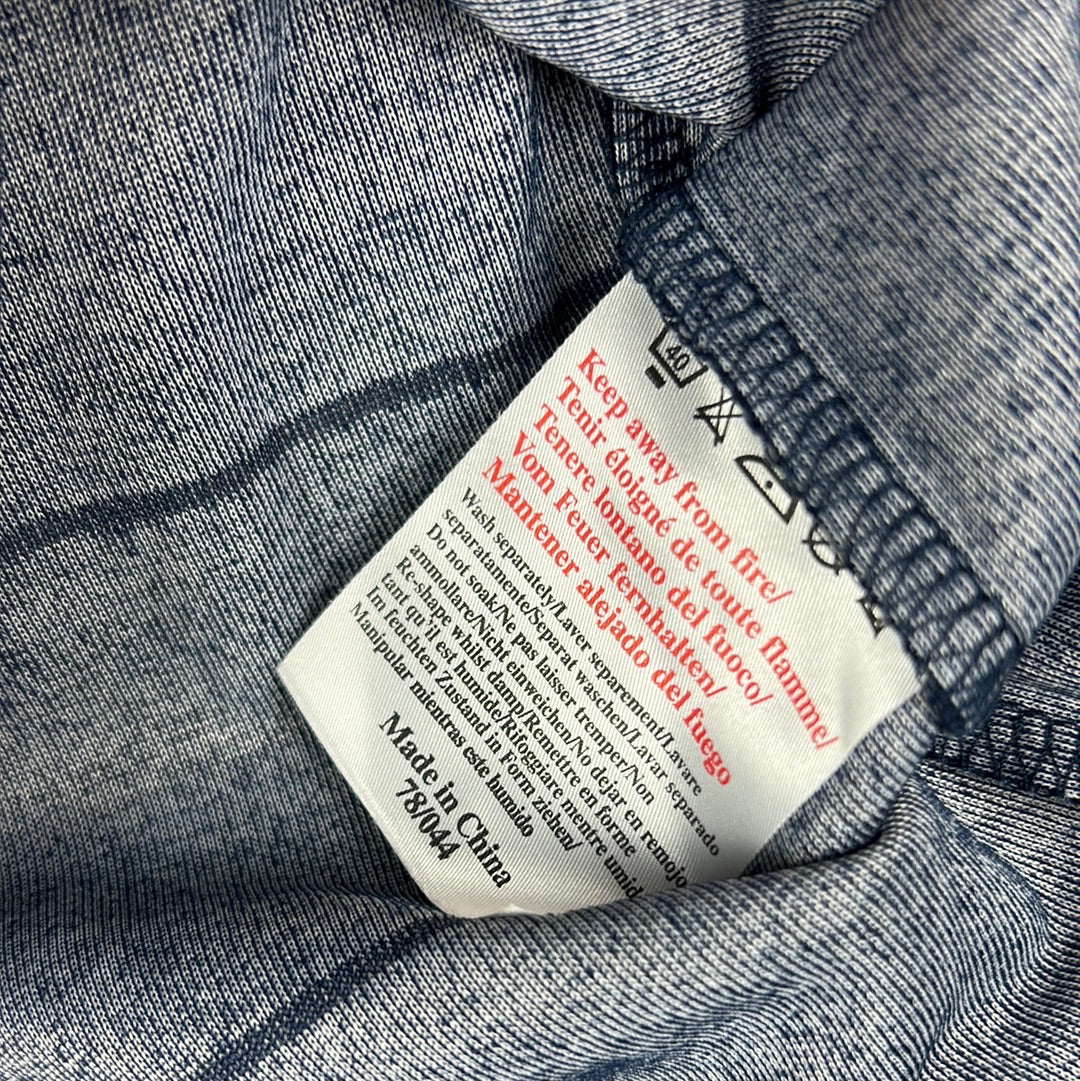 40
Keep away from fire/
Tenir éloigné de toute flamme/
Tenere lontano del fuoco/
Vom Feuer fernhalten/
Mantener alejado del fuego
Wash separately/Laver separement/Lavare
separatamente/Separat waschen/Lavar separado
Do not soak/Ne pas laisser tremper/Non
ammollare/Nicht einweichen/No dejar en remojo
Re-shape whilst damp/Remettre en forme
tant qu'il est humide/Rifoggiare mentre umid
Im feuchten Zustand in Form ziehen/
Manipular mientras este humido
Made in China
78/044